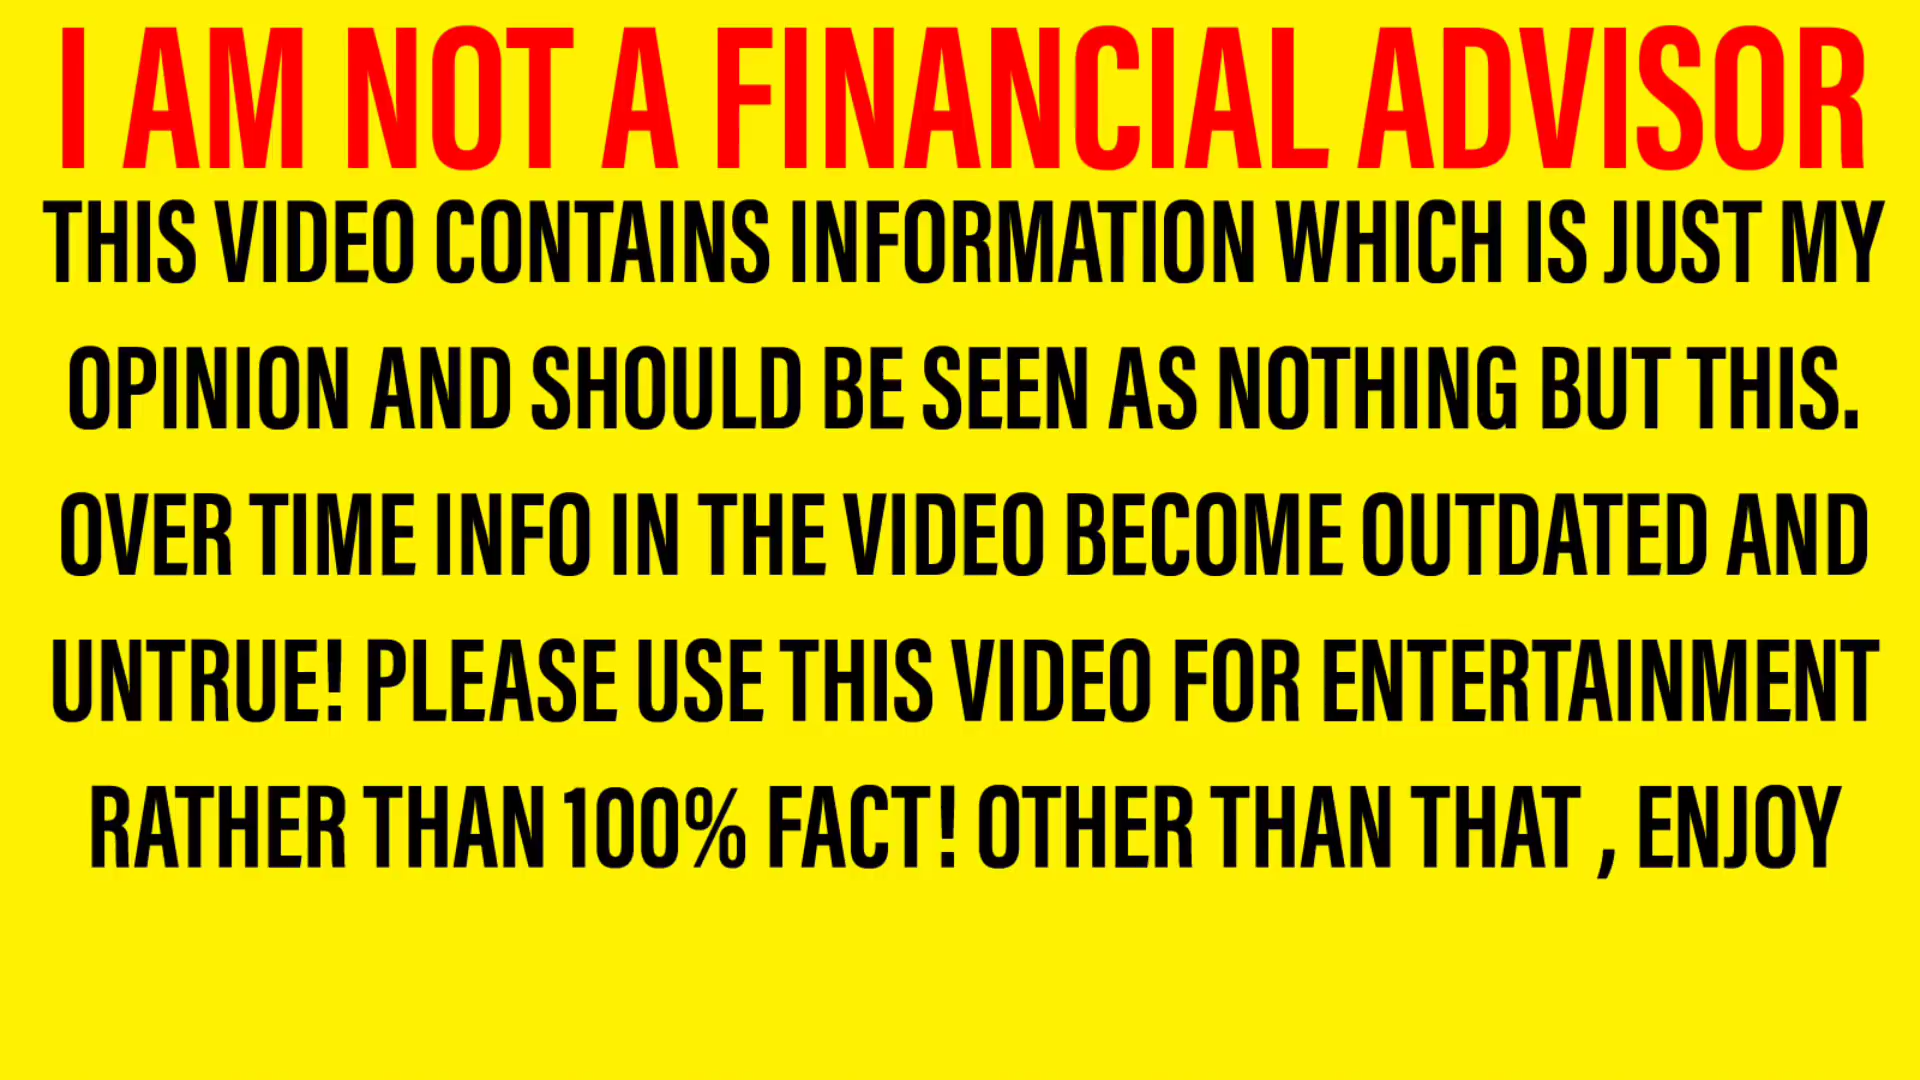 I AM NOT A FINANCIAL ADVISOR
THIS VIDEO CONTAINS INFORMATION WHICH IS JUST MY
OPINION AND SHOULD BE SEEN AS NOTHING BUT THIS.
OVER TIME INFO IN THE VIDEO BECOME OUTDATED AND
UNTRUE! PLEASE USE THIS VIDEO FOR ENTERTAINMENT
RATHER THAN 100% FACT! OTHER THAN THAT , ENJOY